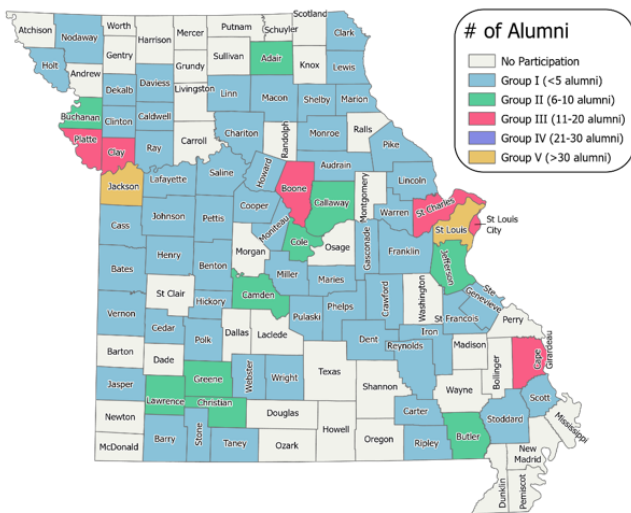 # of Alumni
No Participation
Group I (<5 alumni)
Group II (6-10 alumni)
Group III (11-20 alumni)
Group IV (21-30 alumni)
Group V (>30 alumni)
Atchison
Nodaway
Worth
Harrison
Mercer
Putnam
Schuyler
Scotland
Clark
Holt
Andrew
Gentry
Grundy
Sullivan
Adair
Knox
Lewis
Dekalb
Daviess
Livingston
Linn
Macon
Shelby
Marion
Buchanan
Clinton
Caldwell
Carroll
Chariton
Randolph
Monroe
Ralls
Pike
Platte
Clay
Ray
Audrain
Jackson
Lafayette
Saline
Howard
Boone
Callaway
Montgomery
Lincoln
Warren
St Charles
St Louis
St Louis
City
Cass
Johnson
Pettis
Cooper
Moniteau
Cole
Osage
Gasconade
Franklin
Jefferson
Bates
Henry
Benton
Morgan
Miller
Maries
Crawford
Washington
Ste.
Genevieve
St
Francois
St Clair
Hickory
Camden
Pulaski
Phelps
Iron
Perry
Vernon
Cedar
Polk
Dallas
Laclede
Dent
Reynolds
Madison
Bollinger
Cape
Girardeau
Barton
Dade
Greene
Webster
Wright
Texas
Shannon
Wayne
Scott
Mississippi
Jasper
Lawrence
Christian
Douglas
Howell
Carter
Stoddard
Newton
McDonald
Barry
Stone
Taney
Ozark
Oregon
Ripley
Butler
New
Madrid
Dunklin
Pemiscot